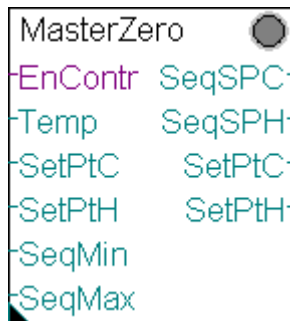 MasterZero
EnContr SeqSPC
Temp SeqSPH
SetPtC SetPtC
SetPtH SetPtH
SeqMin
SeqMax